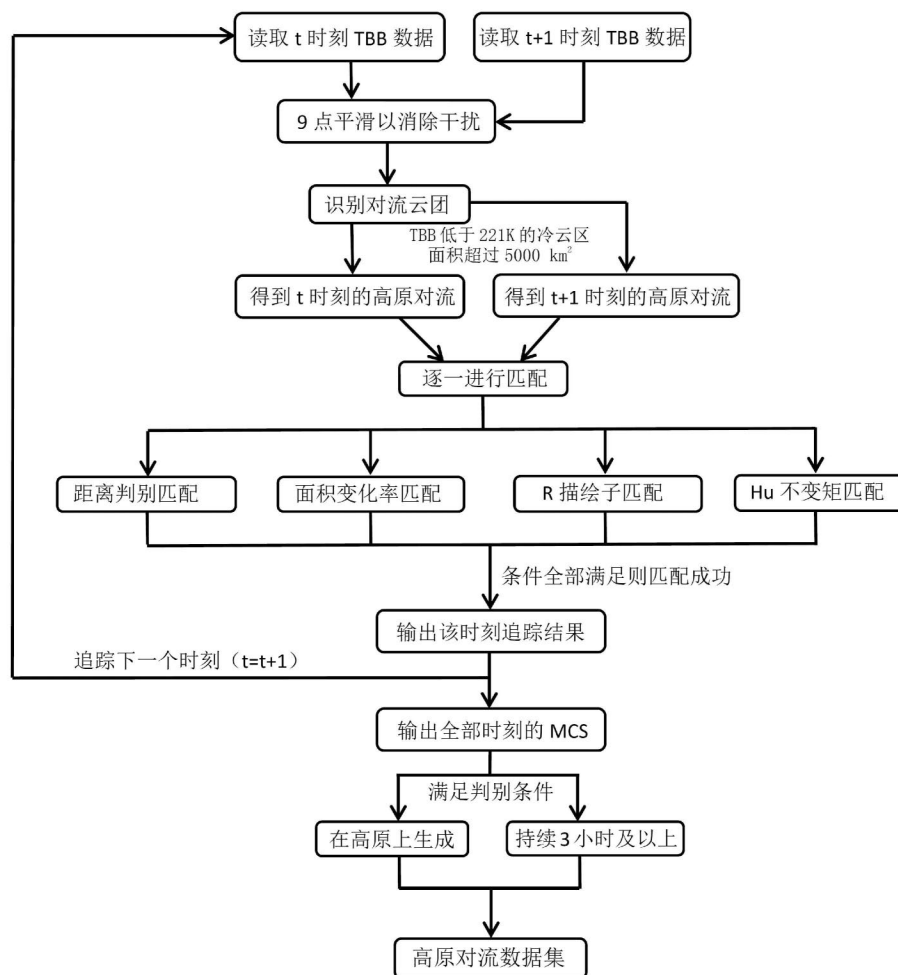 读取 t 时刻 TBB 数据
读取 t+1 时刻 TBB 数据
9 点平滑以消除干扰
识别对流云团
TBB 低于 221K 的冷云区
面积超过 5000 km²
得到 t 时刻的高原对流
得到 t+1 时刻的高原对流
逐一进行匹配
距离判别匹配
面积变化率匹配
R 描绘子匹配
Hu 不变矩匹配
条件全部满足则匹配成功
输出该时刻追踪结果
追踪下一个时刻（t=t+1）
输出全部时刻的 MCS
满足判别条件
在高原上生成
持续 3 小时及以上
高原对流数据集